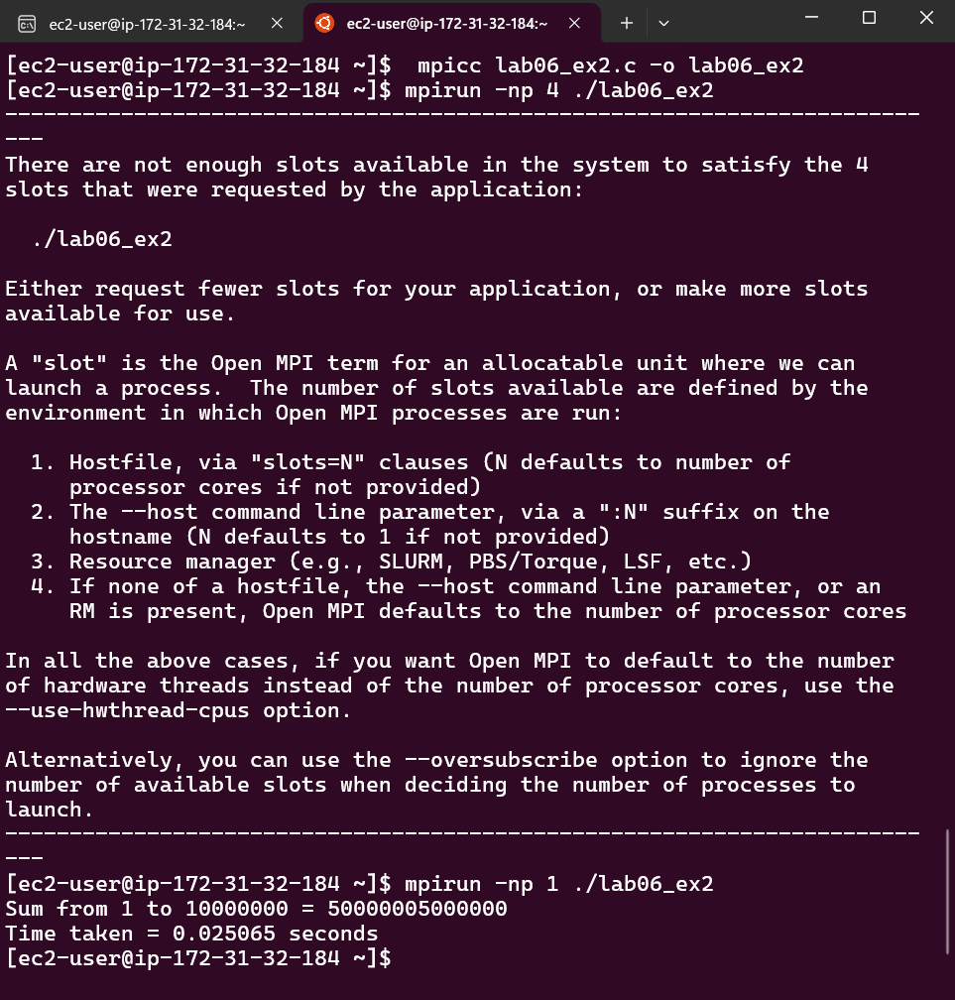 ec2-user@ip-172-31-32-184:~
ec2-user@ip-172-31-32-184:~
[ec2-user@ip-172-31-32-184 ~]$  mpicc lab06_ex2.c -o lab06_ex2
[ec2-user@ip-172-31-32-184 ~]$ mpirun -np 4 ./lab06_ex2
-----------------------------------------------------------------------
---
There are not enough slots available in the system to satisfy the 4
slots that were requested by the application:

  ./lab06_ex2

Either request fewer slots for your application, or make more slots
available for use.

A "slot" is the Open MPI term for an allocatable unit where we can
launch a process.  The number of slots available are defined by the
environment in which Open MPI processes are run:

  1. Hostfile, via "slots=N" clauses (N defaults to number of
     processor cores if not provided)
  2. The --host command line parameter, via a ":N" suffix on the
     hostname (N defaults to 1 if not provided)
  3. Resource manager (e.g., SLURM, PBS/Torque, LSF, etc.)
  4. If none of a hostfile, the --host command line parameter, or an
     RM is present, Open MPI defaults to the number of processor cores

In all the above cases, if you want Open MPI to default to the number
of hardware threads instead of the number of processor cores, use the
--use-hwthread-cpus option.

Alternatively, you can use the --oversubscribe option to ignore the
number of available slots when deciding the number of processes to
launch.
-----------------------------------------------------------------------
---
[ec2-user@ip-172-31-32-184 ~]$ mpirun -np 1 ./lab06_ex2
Sum from 1 to 10000000 = 50000005000000
Time taken = 0.025065 seconds
[ec2-user@ip-172-31-32-184 ~]$